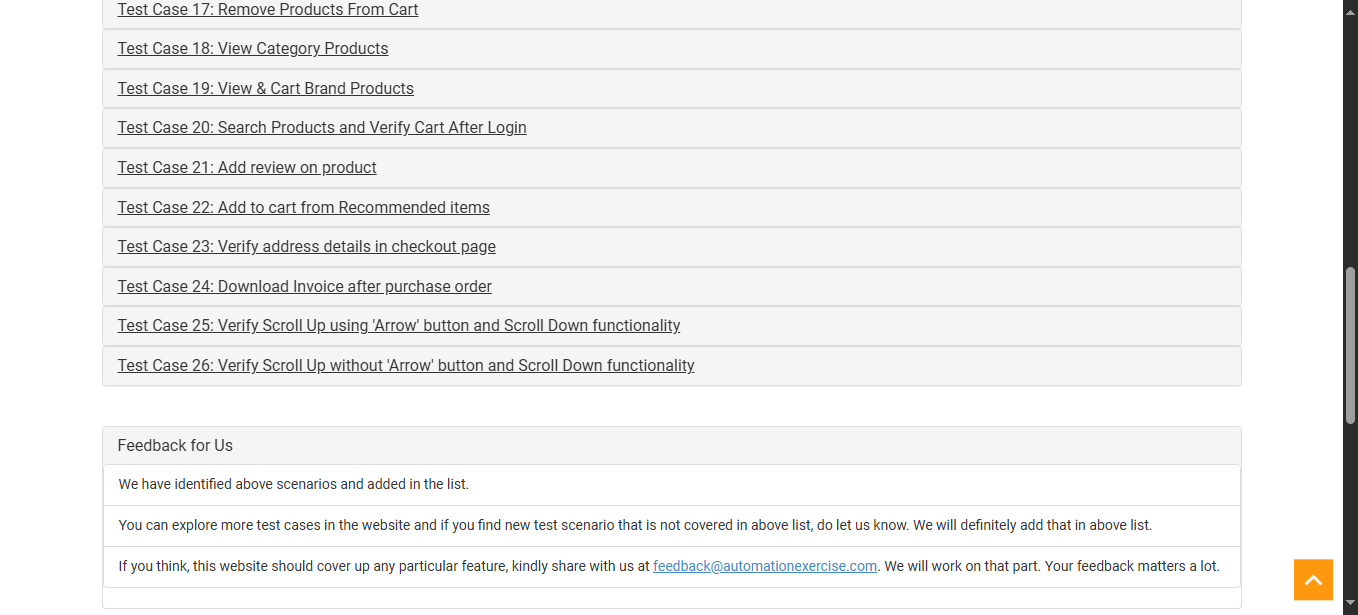 Test Case 17: Remove Products From Cart
Test Case 18: View Category Products
Test Case 19: View & Cart Brand Products
Test Case 20: Search Products and Verify Cart After Login
Test Case 21: Add review on product
Test Case 22: Add to cart from Recommended items
Test Case 23: Verify address details in checkout page
Test Case 24: Download Invoice after purchase order
Test Case 25: Verify Scroll Up using 'Arrow' button and Scroll Down functionality
Test Case 26: Verify Scroll Up without 'Arrow' button and Scroll Down functionality
Feedback for Us
We have identified above scenarios and added in the list.
You can explore more test cases in the website and if you find new test scenario that is not covered in above list, do let us know. We will definitely add that in above list.
If you think, this website should cover up any particular feature, kindly share with us at feedback@automationexercise.com. We will work on that part. Your feedback matters a lot.